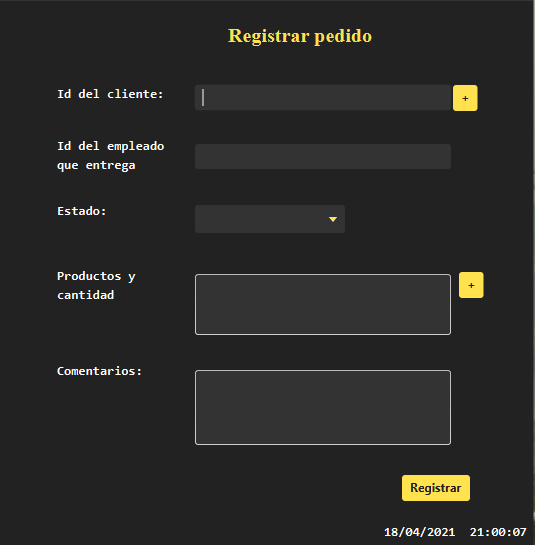 Registrar pedido
Id del cliente:
+
Id del empleado
que entrega
Estado:
Productos y
cantidad
+
Comentarios:
Registrar
18/04/2021 21:00:07